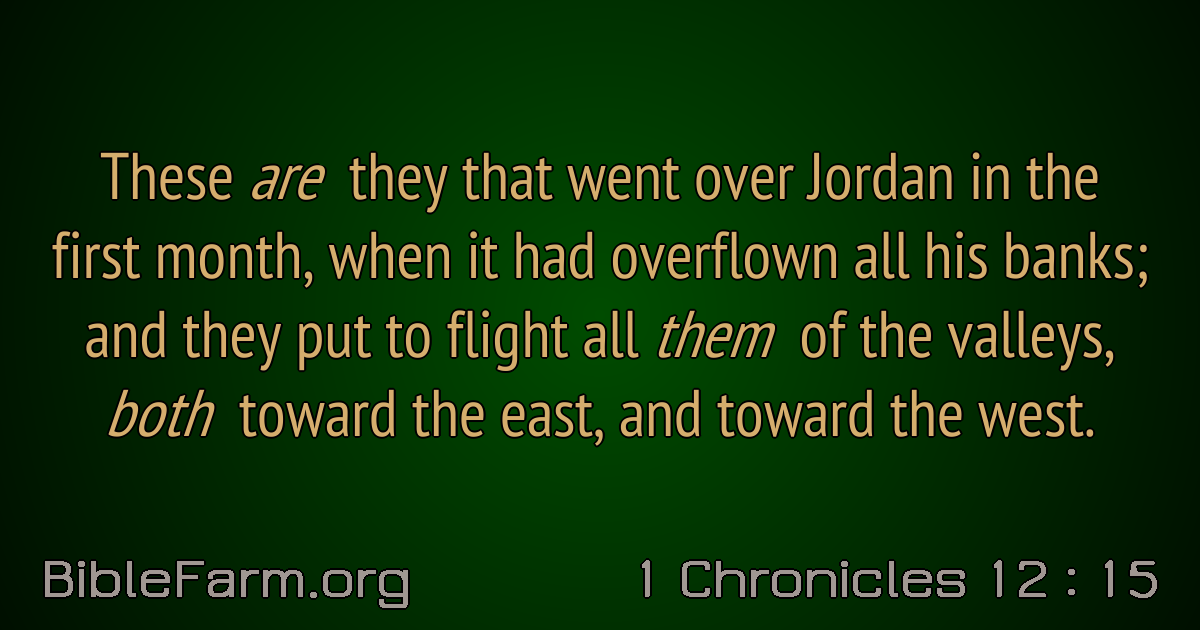 These are they that went over Jordan in the
first month, when it had overflown all his banks;
and they put to flight all them of the valleys,
both toward the east, and toward the west.
BibleFarm.org
1 Chronicles 12 : 15